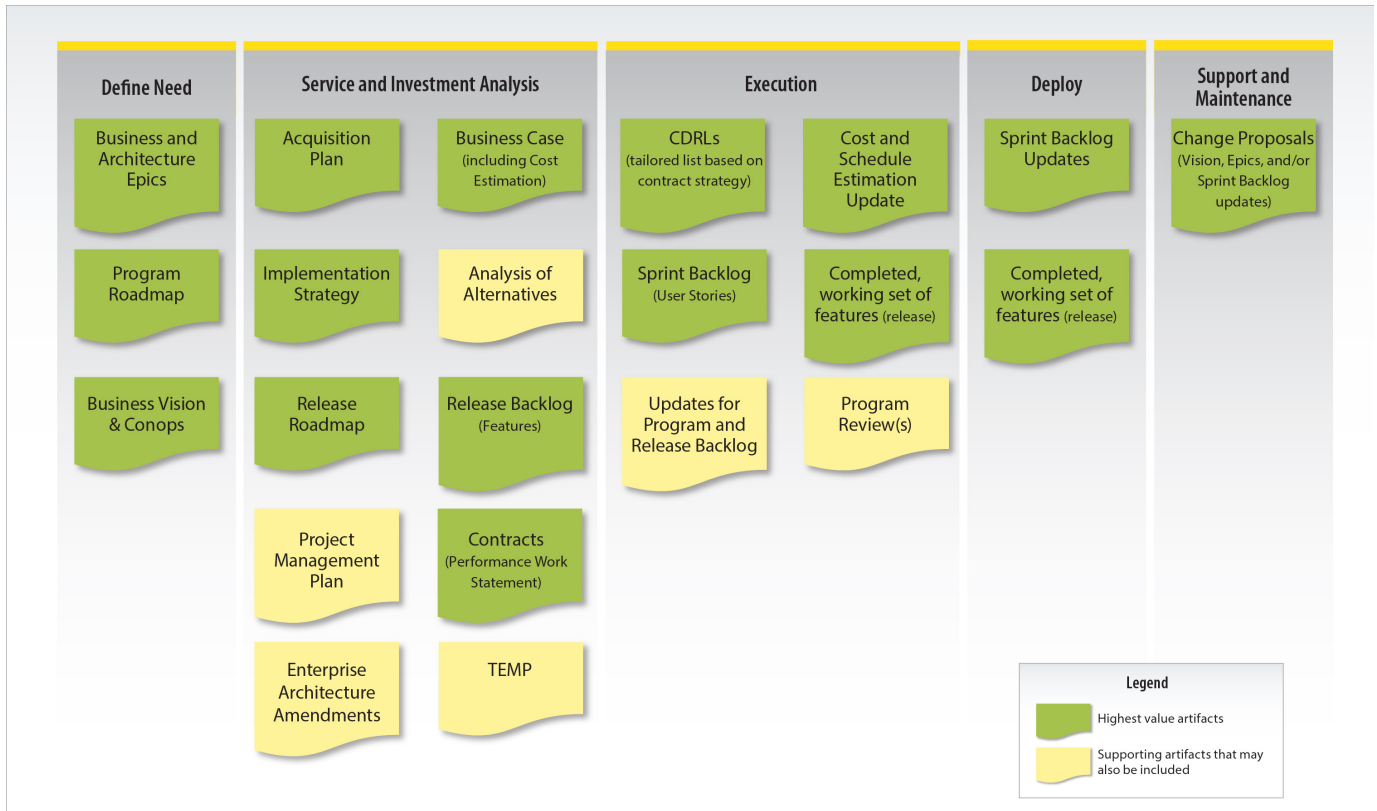 Define Need
Business and
Architecture
Epics
Program
Roadmap
Business Vision
& Conops
Service and Investment Analysis
Acquisition
Plan
Business Case
(including Cost
Estimation)
Implementation
Strategy
Analysis of
Alternatives
Release
Roadmap
Release Backlog
(Features)
Project
Management
Plan
Contracts
(Performance Work
Statement)
Enterprise
Architecture
Amendments
TEMP
Execution
CDRLs
(tailored list based on
contract strategy)
Cost and
Schedule
Estimation
Update
Sprint Backlog
(User Stories)
Completed,
working set of
features (release)
Updates for
Program and
Release Backlog
Program
Review(s)
Deploy
Sprint Backlog
Updates
Completed,
working set of
features (release)
Support and
Maintenance
Change Proposals
(Vision, Epics, and/or
Sprint Backlog
updates)
Legend
Highest value artifacts
Supporting artifacts that may
also be included